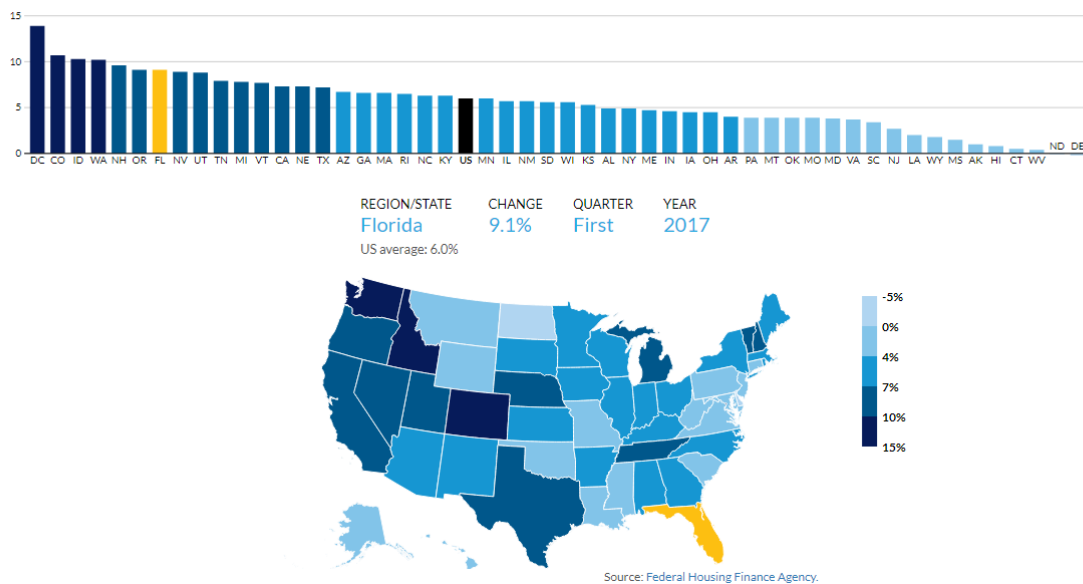 15
10
5
0
DC CO ID WA NH OR FL NV UT TN MI VT CA NE TX AZ GA MA RI NC KY US MN IL NM SD WI KS AL NY ME IN IA OH AR PA MT OK MO MD VA SC NJ LA WY MS AK HI CT WV ND DE
REGION/STATE CHANGE QUARTER YEAR
Florida 9.1% First 2017
US average: 6.0%
-5%
0%
4%
7%
10%
15%
Source: Federal Housing Finance Agency.